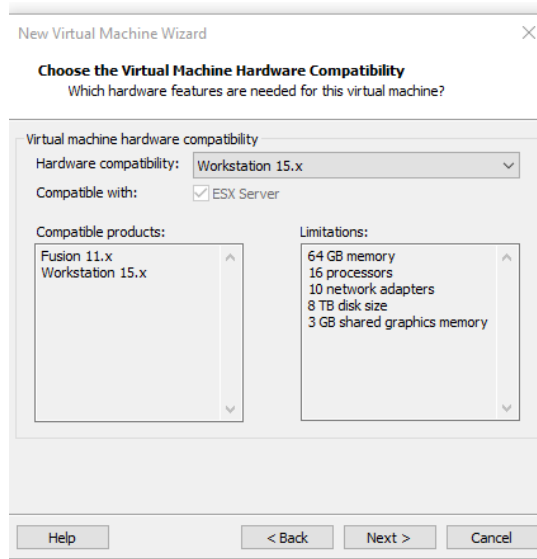 New Virtual Machine Wizard
Choose the Virtual Machine Hardware Compatibility
Which hardware features are needed for this virtual machine?
Virtual machine hardware compatibility
Hardware compatibility: Workstation 15.x
Compatible with: ESX Server
Compatible products:
Fusion 11.x
Workstation 15.x
Limitations:
64 GB memory
16 processors
10 network adapters
8 TB disk size
3 GB shared graphics memory
Help < Back Next > Cancel